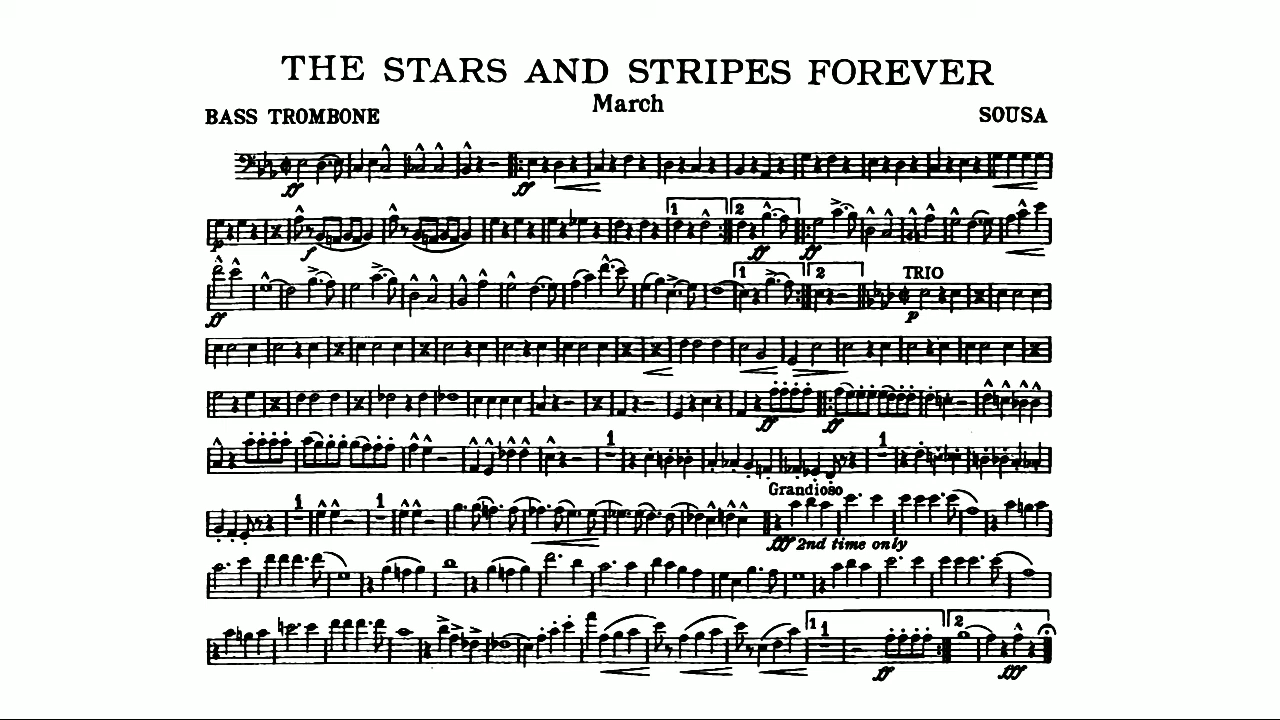 THE STARS AND STRIPES FOREVER
March
BASS TROMBONE
SOUSA
ff ff
1 2
p f ff ff
1 2 TRIO
ff p
ff ff
1 1
Grandioso
1 1
fff 2nd time only
1 1 2
ff fff